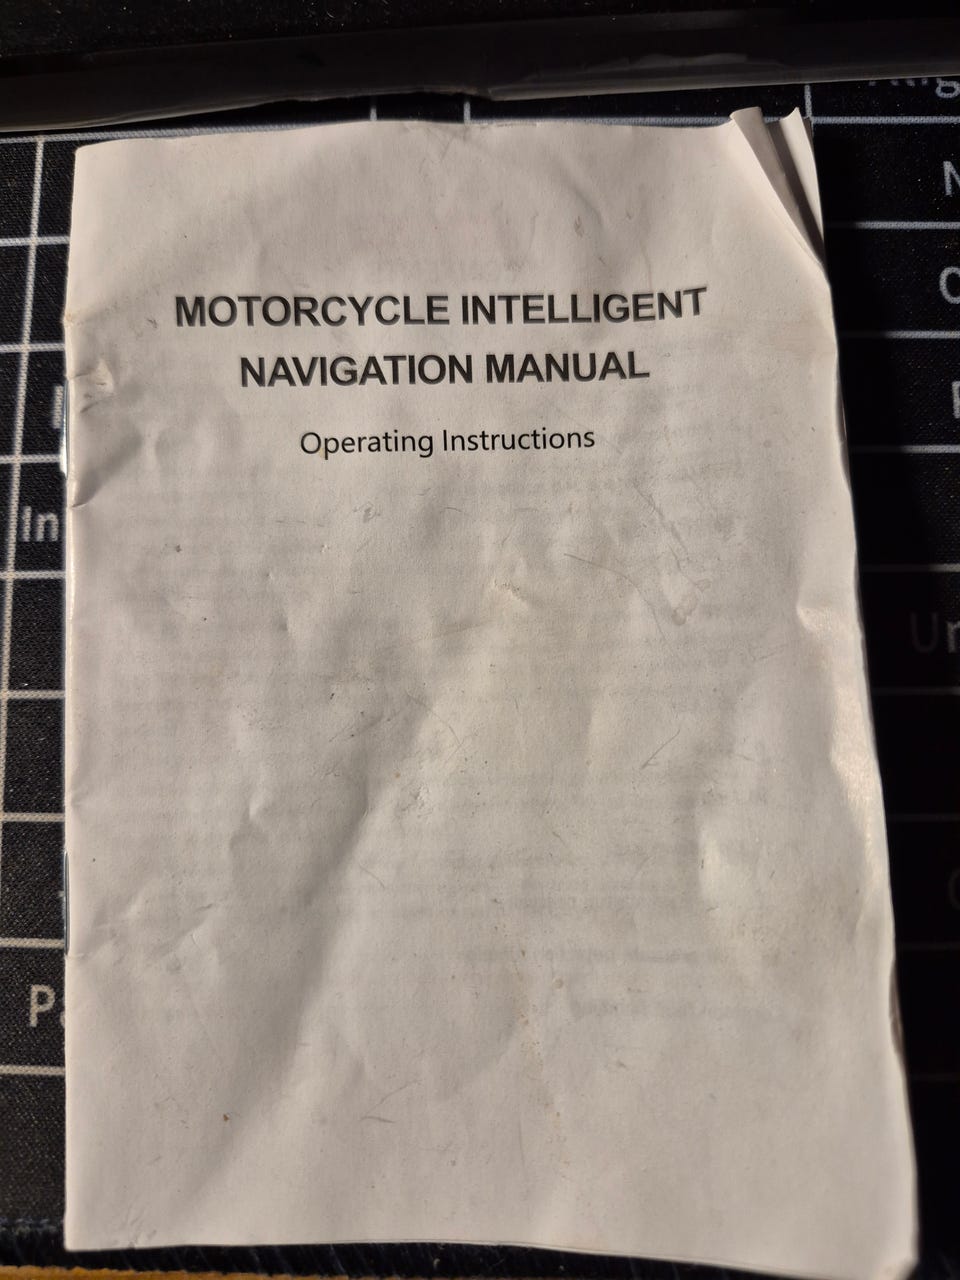 MOTORCYCLE INTELLIGENT
NAVIGATION MANUAL
Operating Instructions